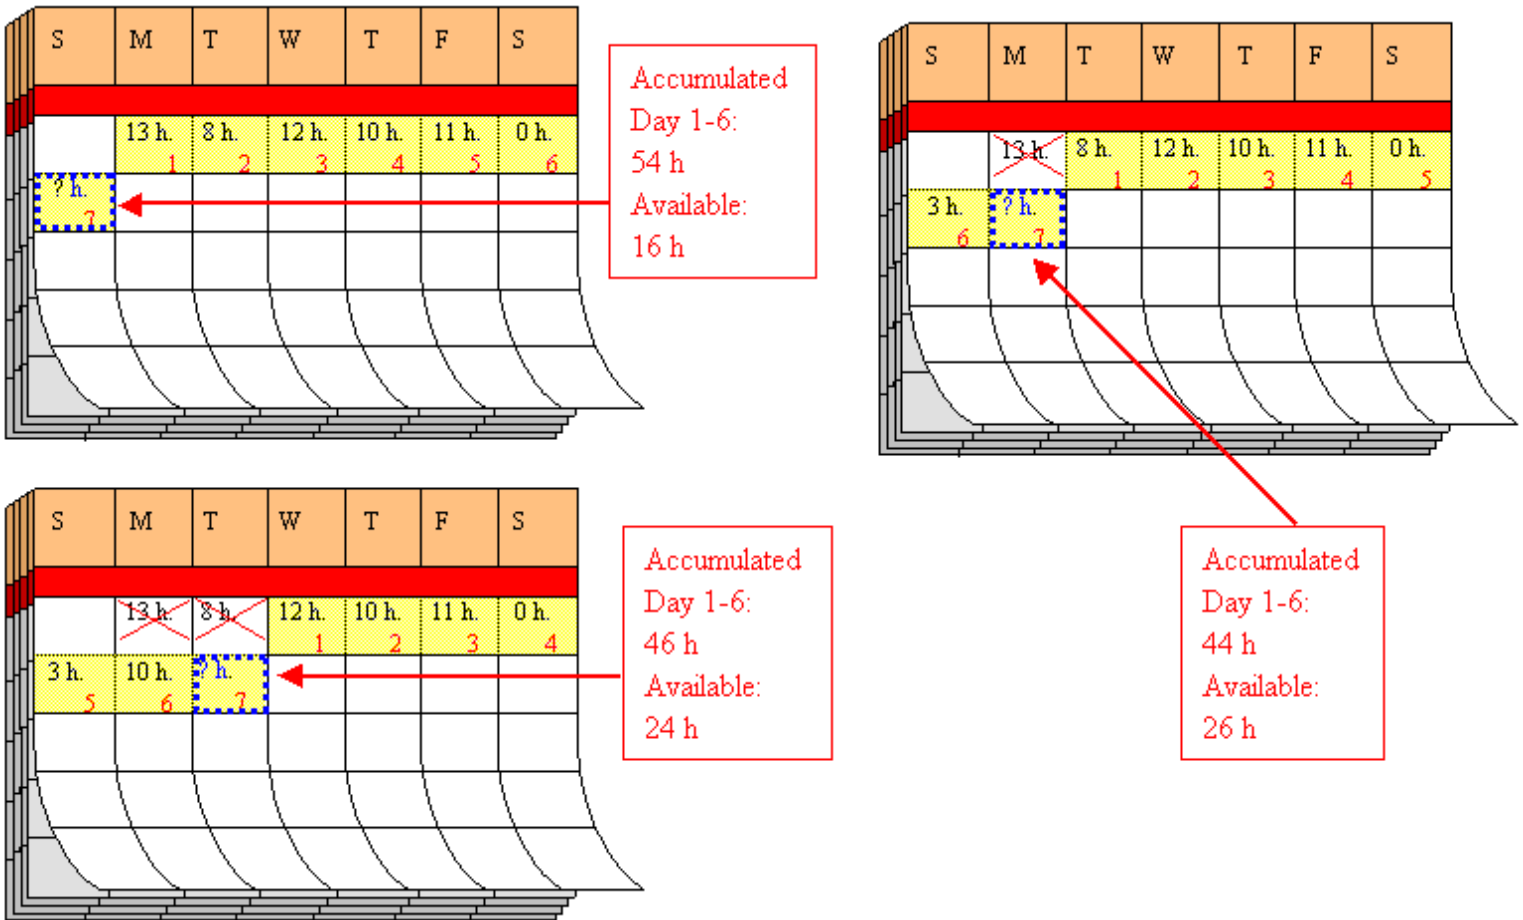 S M T W T F S
13 h. 8 h. 12 h. 10 h. 11 h. 0 h.
1 2 3 4 5 6
? h.
7
Accumulated
Day 1-6:
54 h
Available:
16 h
S M T W T F S
13 h. 8 h. 12 h. 10 h. 11 h. 0 h.
1 2 3 4 5
3 h. ? h.
6 7
Accumulated
Day 1-6:
44 h
Available:
26 h
S M T W T F S
13 h. 8 h. 12 h. 10 h. 11 h. 0 h.
1 2 3 4
3 h. 10 h. ? h.
5 6 7
Accumulated
Day 1-6:
46 h
Available:
24 h